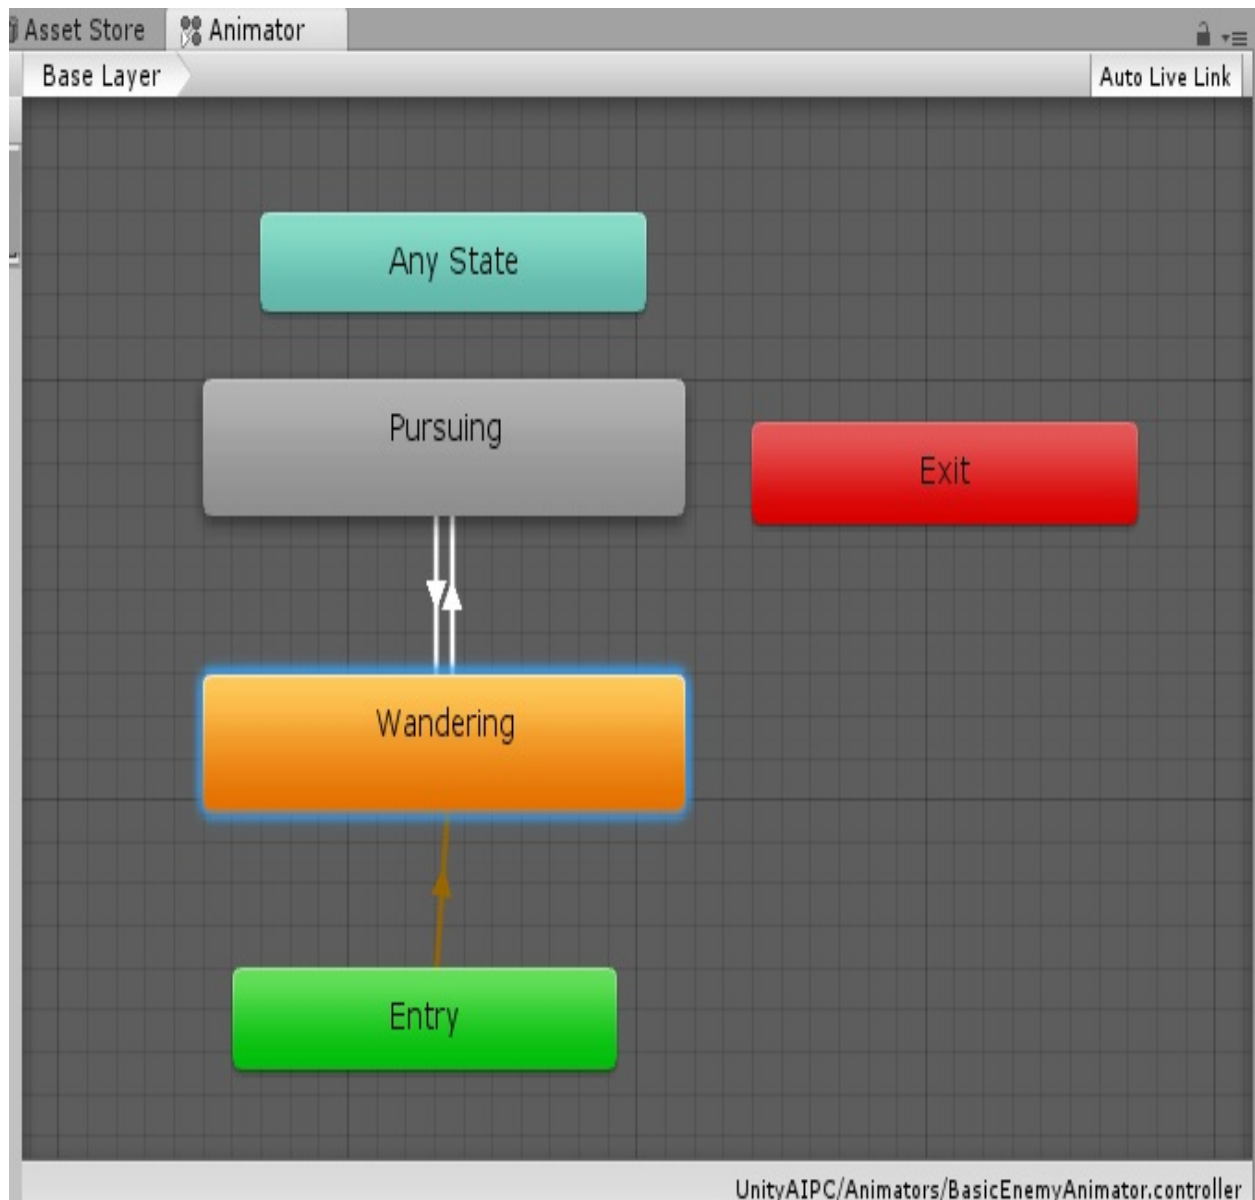 Asset Store
Animator
Base Layer
Auto Live Link
Any State
Pursuing
Exit
Wandering
Entry
UnityAIPC/Animators/BasicEnemyAnimator.controller